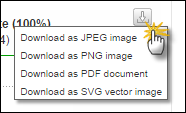 te (100%)
4)
Download as JPEG image
Download as PNG image
Download as PDF document
Download as SVG vector image